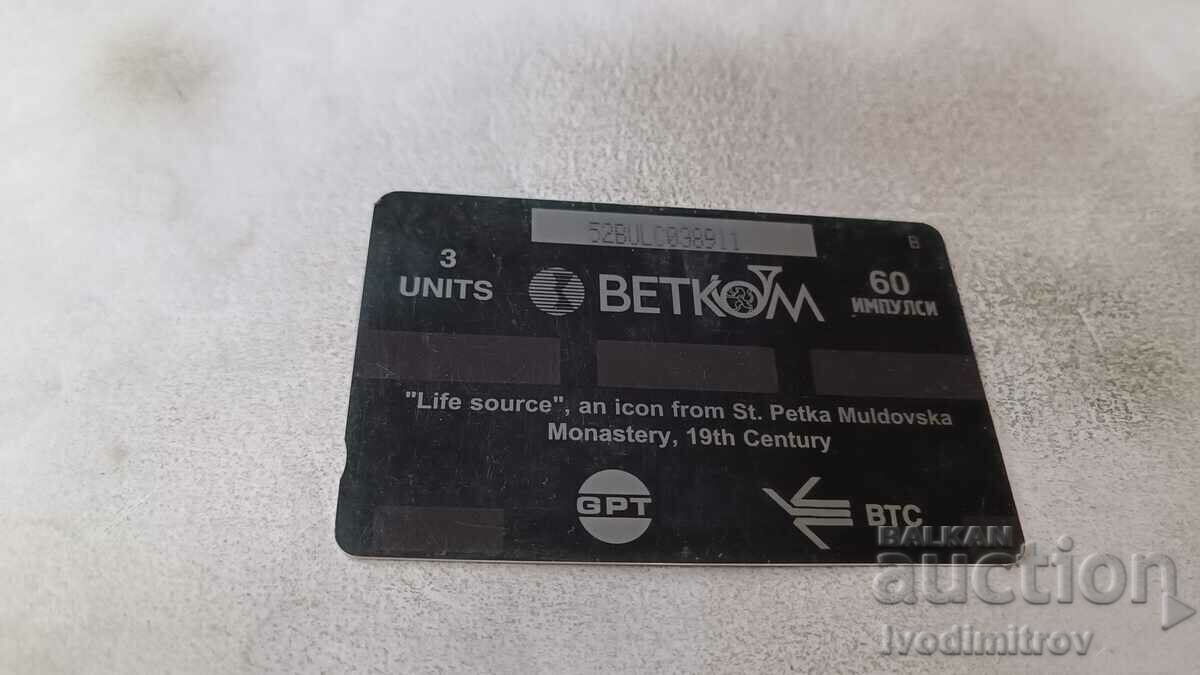 52BULC038911
B
3
UNITS
BETKOM
60
ИМПУЛСИ
"Life source", an icon from St. Petka Muldovska
Monastery, 19th Century
GPT
BTC
BALKAN
auction
Ivodimitrov